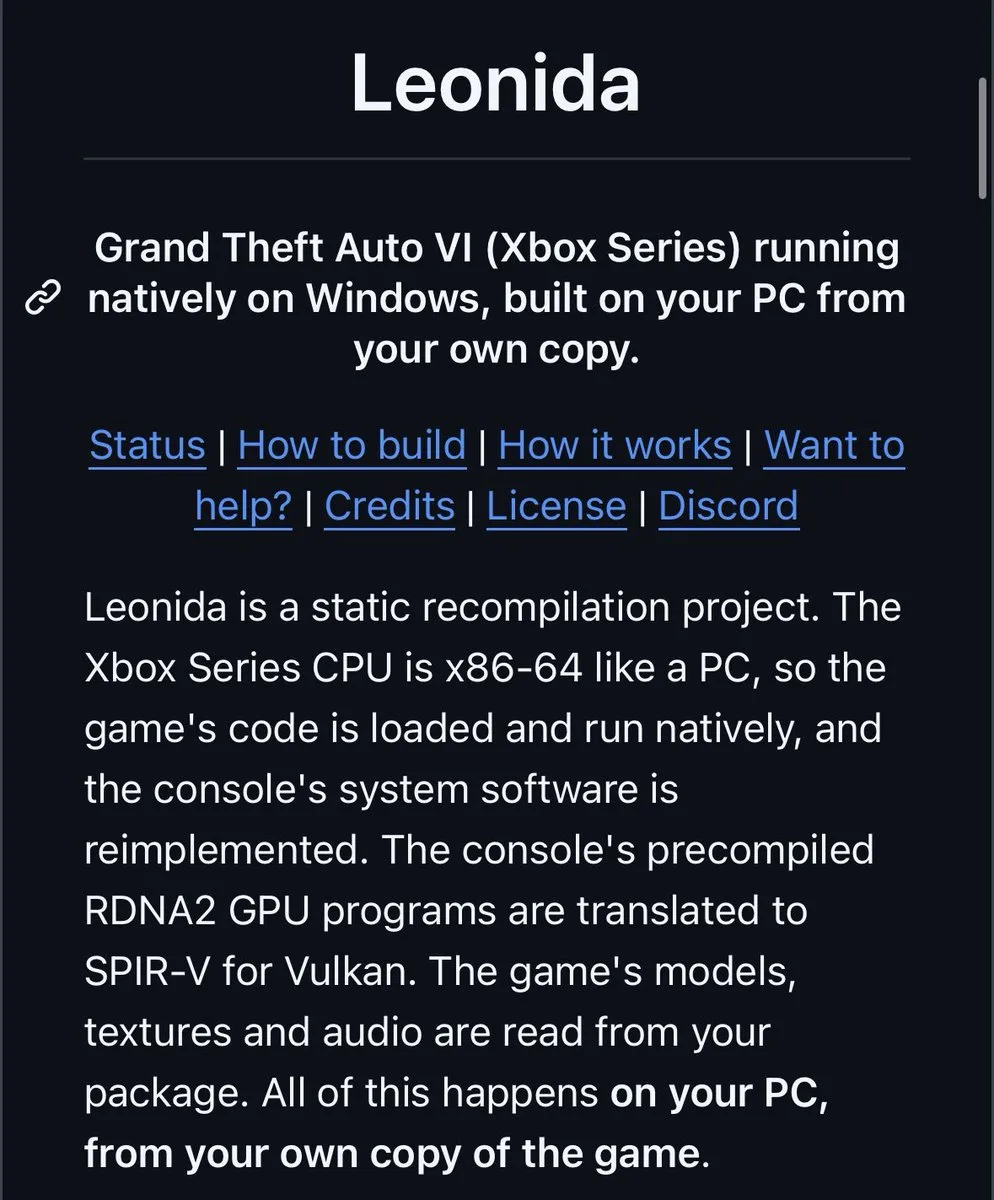 Leonida
Grand Theft Auto VI (Xbox Series) running
natively on Windows, built on your PC from
your own copy.
Status | How to build | How it works | Want to
help? | Credits | License | Discord
Leonida is a static recompilation project. The
Xbox Series CPU is x86-64 like a PC, so the
game's code is loaded and run natively, and
the console's system software is
reimplemented. The console's precompiled
RDNA2 GPU programs are translated to
SPIR-V for Vulkan. The game's models,
textures and audio are read from your
package. All of this happens on your PC,
from your own copy of the game.